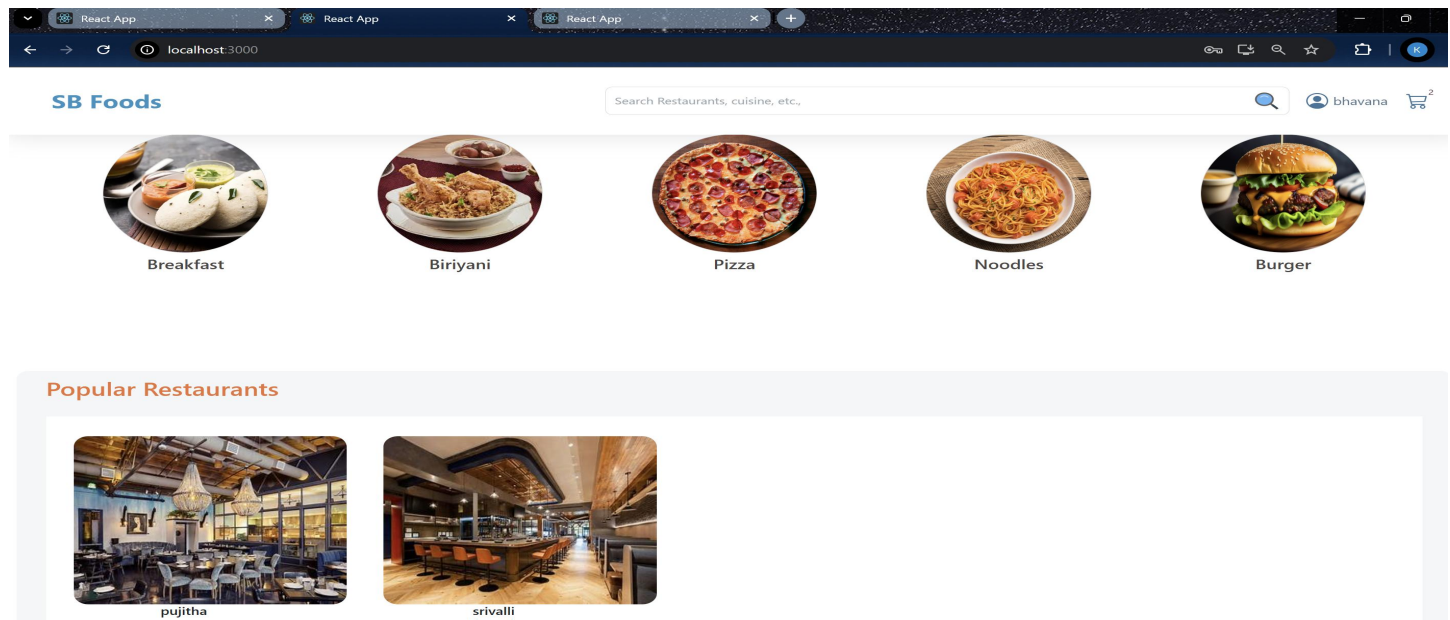 React App React App React App
localhost:3000 K
SB Foods Search Restaurants, cuisine, etc., bhavana 2
Breakfast Biriyani Pizza Noodles Burger
Popular Restaurants
pujitha srivalli